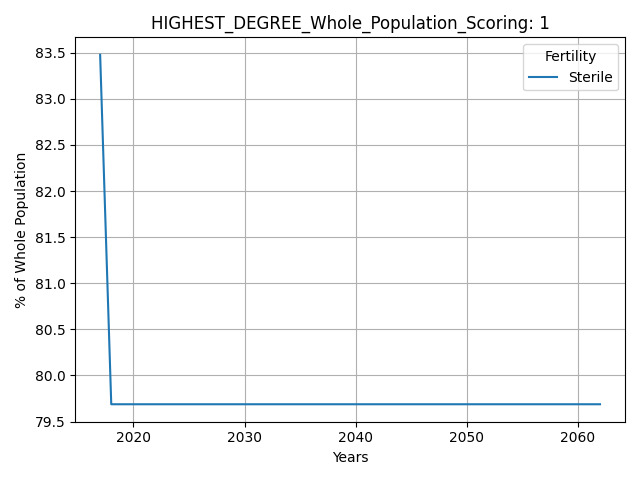 HIGHEST_DEGREE_Whole_Population_Scoring: 1
Fertility
Sterile
% of Whole Population
83.5
83.0
82.5
82.0
81.5
81.0
80.5
80.0
79.5
2020 2030 2040 2050 2060
Years